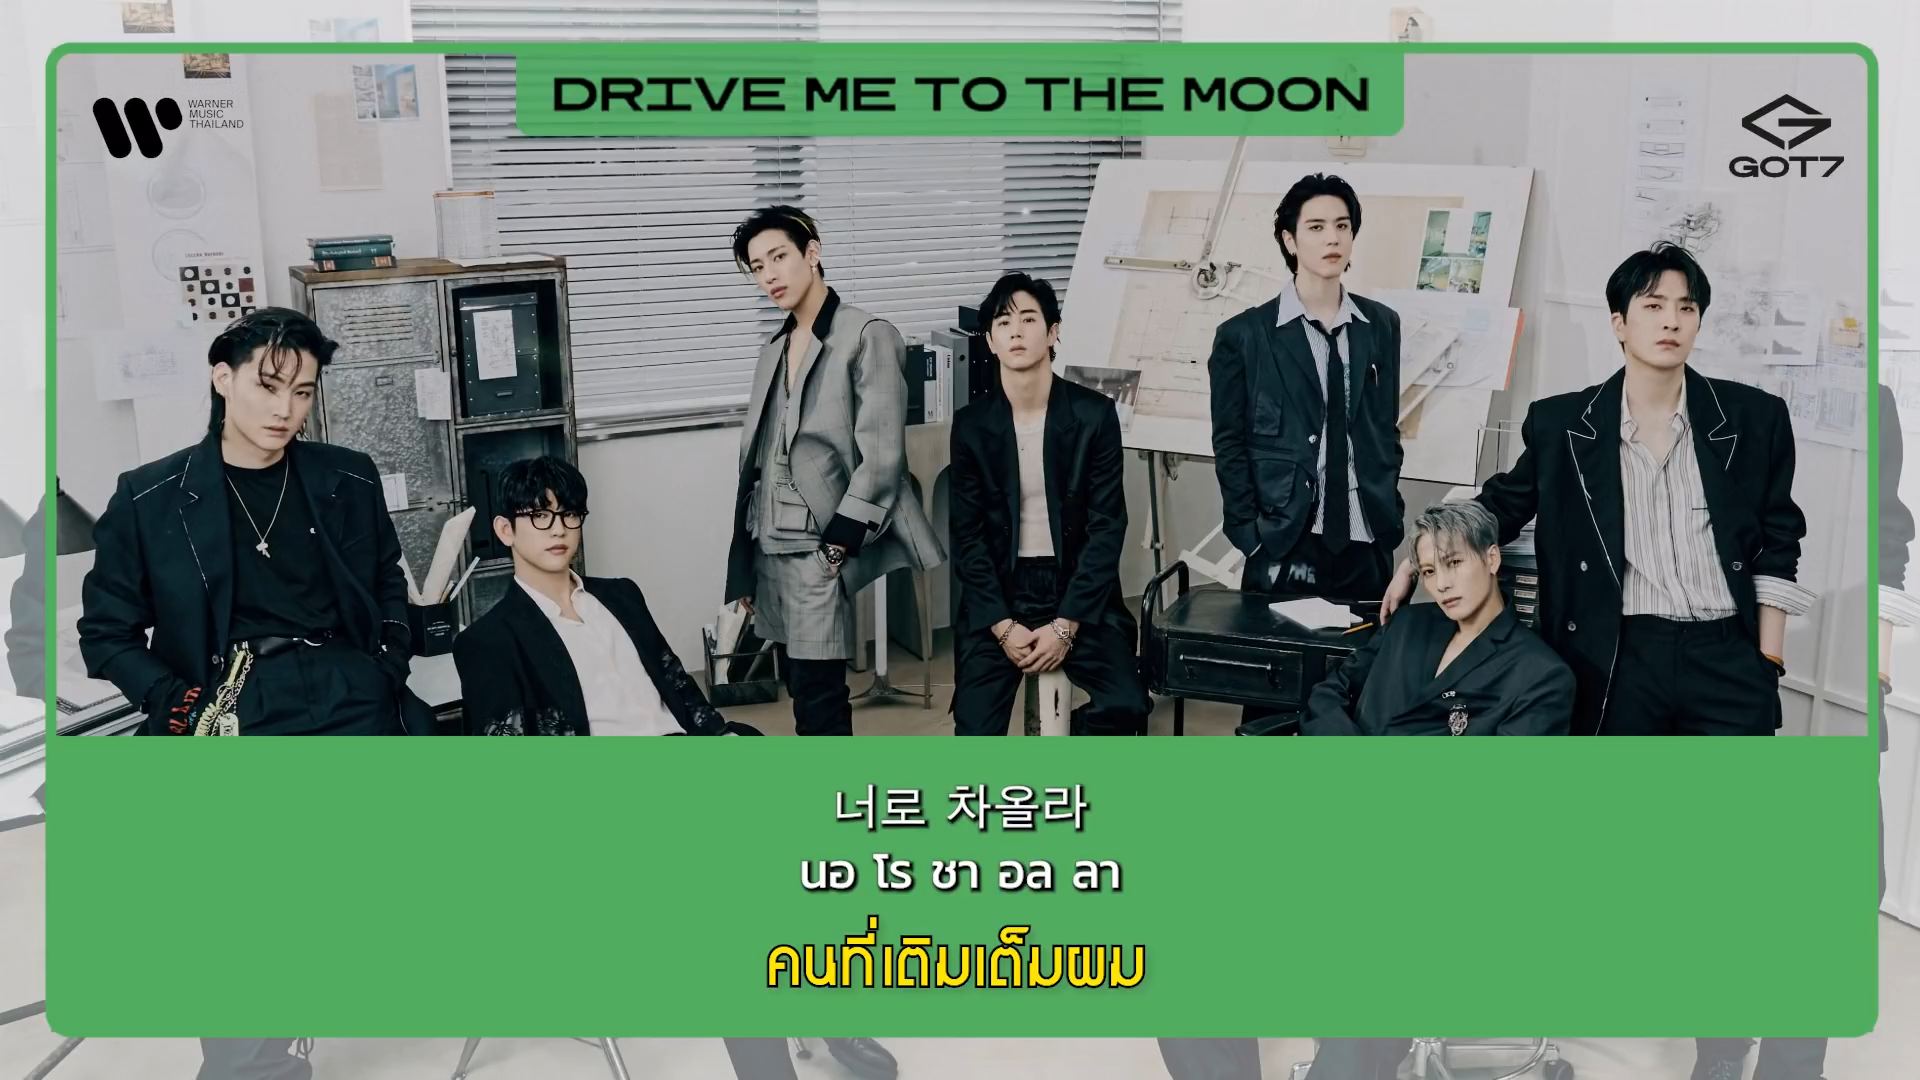 DRIVE ME TO THE MOON
WARNER
MUSIC
THAILAND
GOT7
너로 차올라
นอ โร ชา อล ลา
คนที่เติมเต็มผม